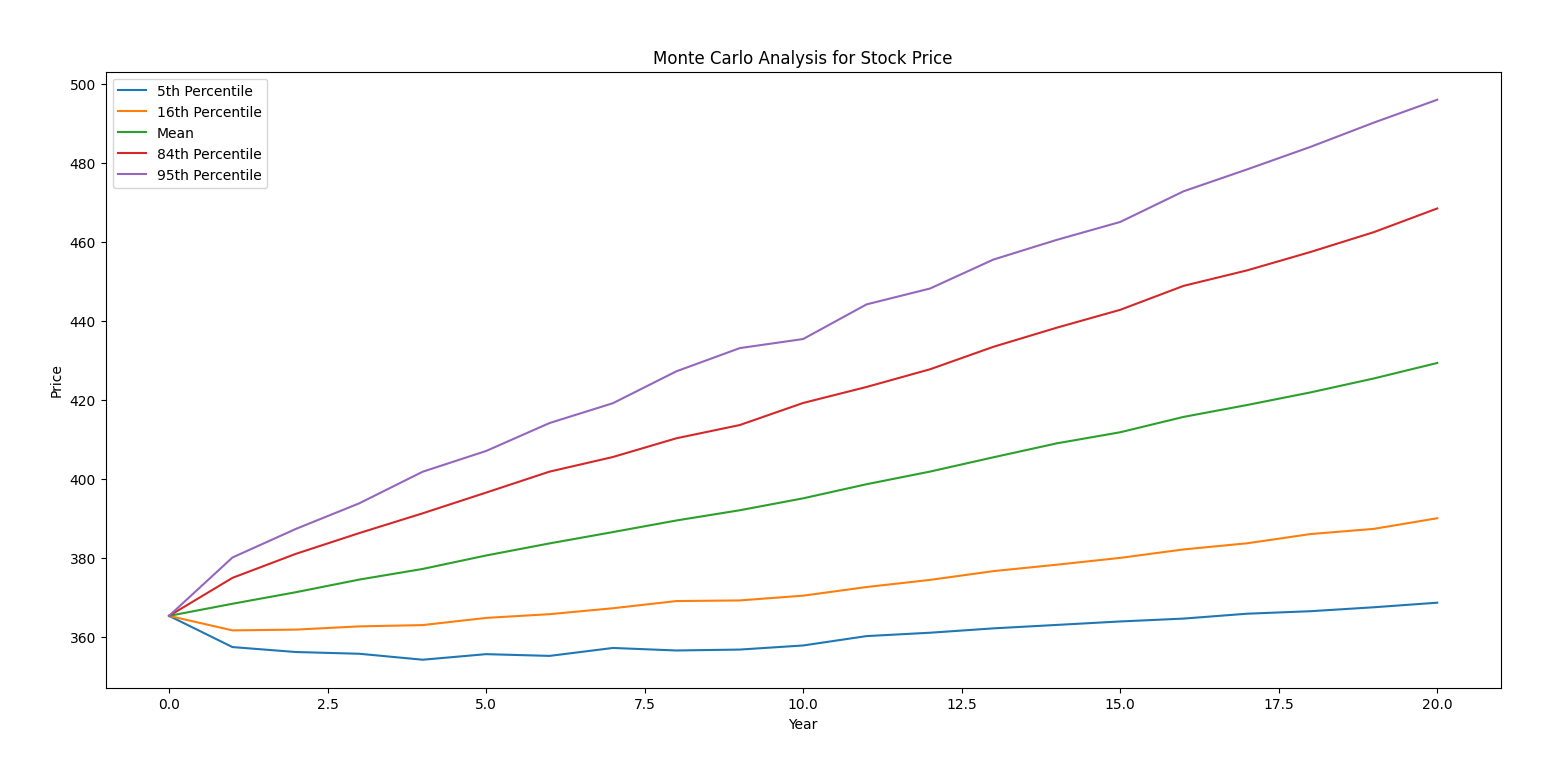 Monte Carlo Analysis for Stock Price
5th Percentile
16th Percentile
Mean
84th Percentile
95th Percentile
500
480
460
440
420
400
380
360
Price
0.0 2.5 5.0 7.5 10.0 12.5 15.0 17.5 20.0
Year